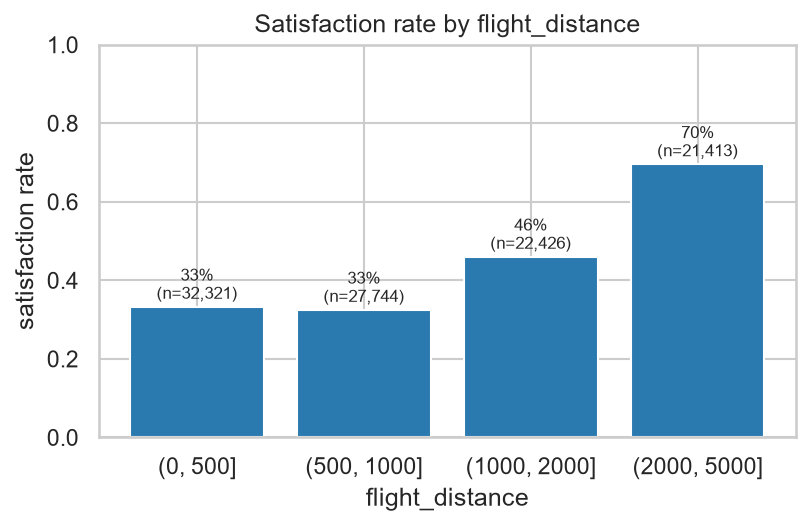 Satisfaction rate by flight_distance
satisfaction rate
1.0
0.8
0.6
0.4
0.2
0.0
33%
(n=32,321)
33%
(n=27,744)
46%
(n=22,426)
70%
(n=21,413)
(0, 500]
(500, 1000]
(1000, 2000]
(2000, 5000]
flight_distance